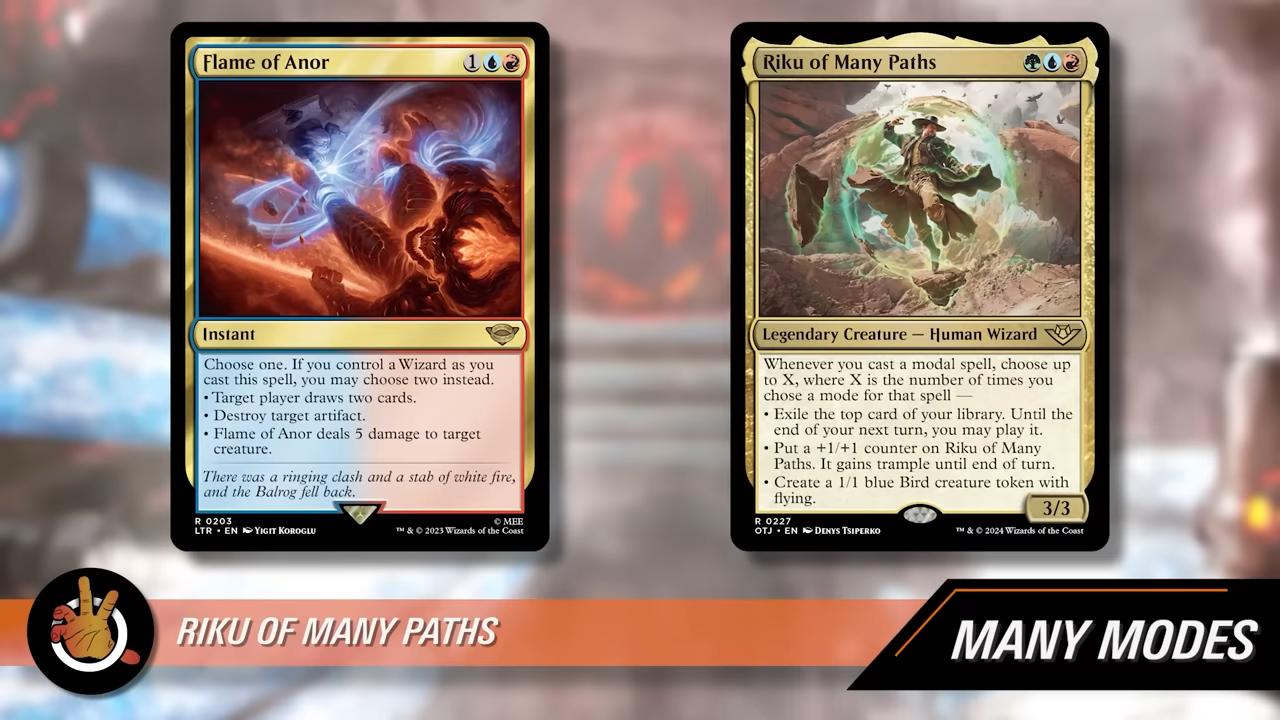 Flame of Anor
1
Instant
Choose one. If you control a Wizard as you
cast this spell, you may choose two instead.
• Target player draws two cards.
• Destroy target artifact.
• Flame of Anor deals 5 damage to target
creature.
There was a ringing clash and a stab of white fire,
and the Balrog fell back.
R 0203
LTR • EN YIGIT KOROGLU
© MEE
™ & © 2023 Wizards of the Coast
Riku of Many Paths
Legendary Creature — Human Wizard
Whenever you cast a modal spell, choose up
to X, where X is the number of times you
chose a mode for that spell —
• Exile the top card of your library. Until the
end of your next turn, you may play it.
• Put a +1/+1 counter on Riku of Many
Paths. It gains trample until end of turn.
• Create a 1/1 blue Bird creature token with
flying.
3/3
R 0227
OTJ • EN DENYS TSIPERKO
™ & © 2024 Wizards of the Coast
RIKU OF MANY PATHS
MANY MODES